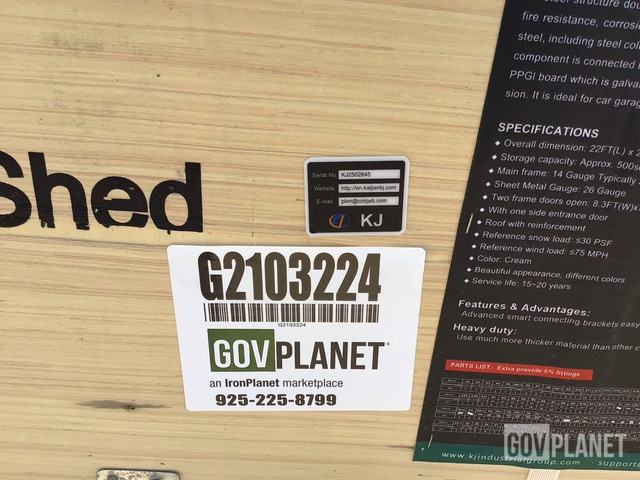 Shed
Serial No KJ2502845
Website http://en.kaijiankj.com
E-mail pkm@czkjwb.com
KJ
G2103224
G2103224
GOVPLANET
an IronPlanet marketplace
925-225-8799
steel structure dou
fire resistance, corrosi
steel, including steel col
component is connected
PPGI board which is galva
sion. It is ideal for car garag
SPECIFICATIONS
◆ Overall dimension: 22FT(L) x 2
◆ Storage capacity: Approx. 500s
◆ Main frame: 14 Gauge Typically
◆ Sheet Metal Gauge: 26 Gauge
◆ Two frame doors open: 8.3FT(W)x
◆ With one side entrance door
◆ Roof with reinforcement
◆ Reference snow load: ≤30 PSF
◆ Reference wind load: ≤75 MPH
◆ Color: Cream
◆ Beautiful appearance, different colors
◆ Service life: 15~20 years
Features & Advantages:
Advanced smart connecting brackets easy
Heavy duty:
Use much more thicker material than other c
PARTS LIST: Extra provide 5% fittings
www.kjindustrialgroup.com support
GOVPLANET